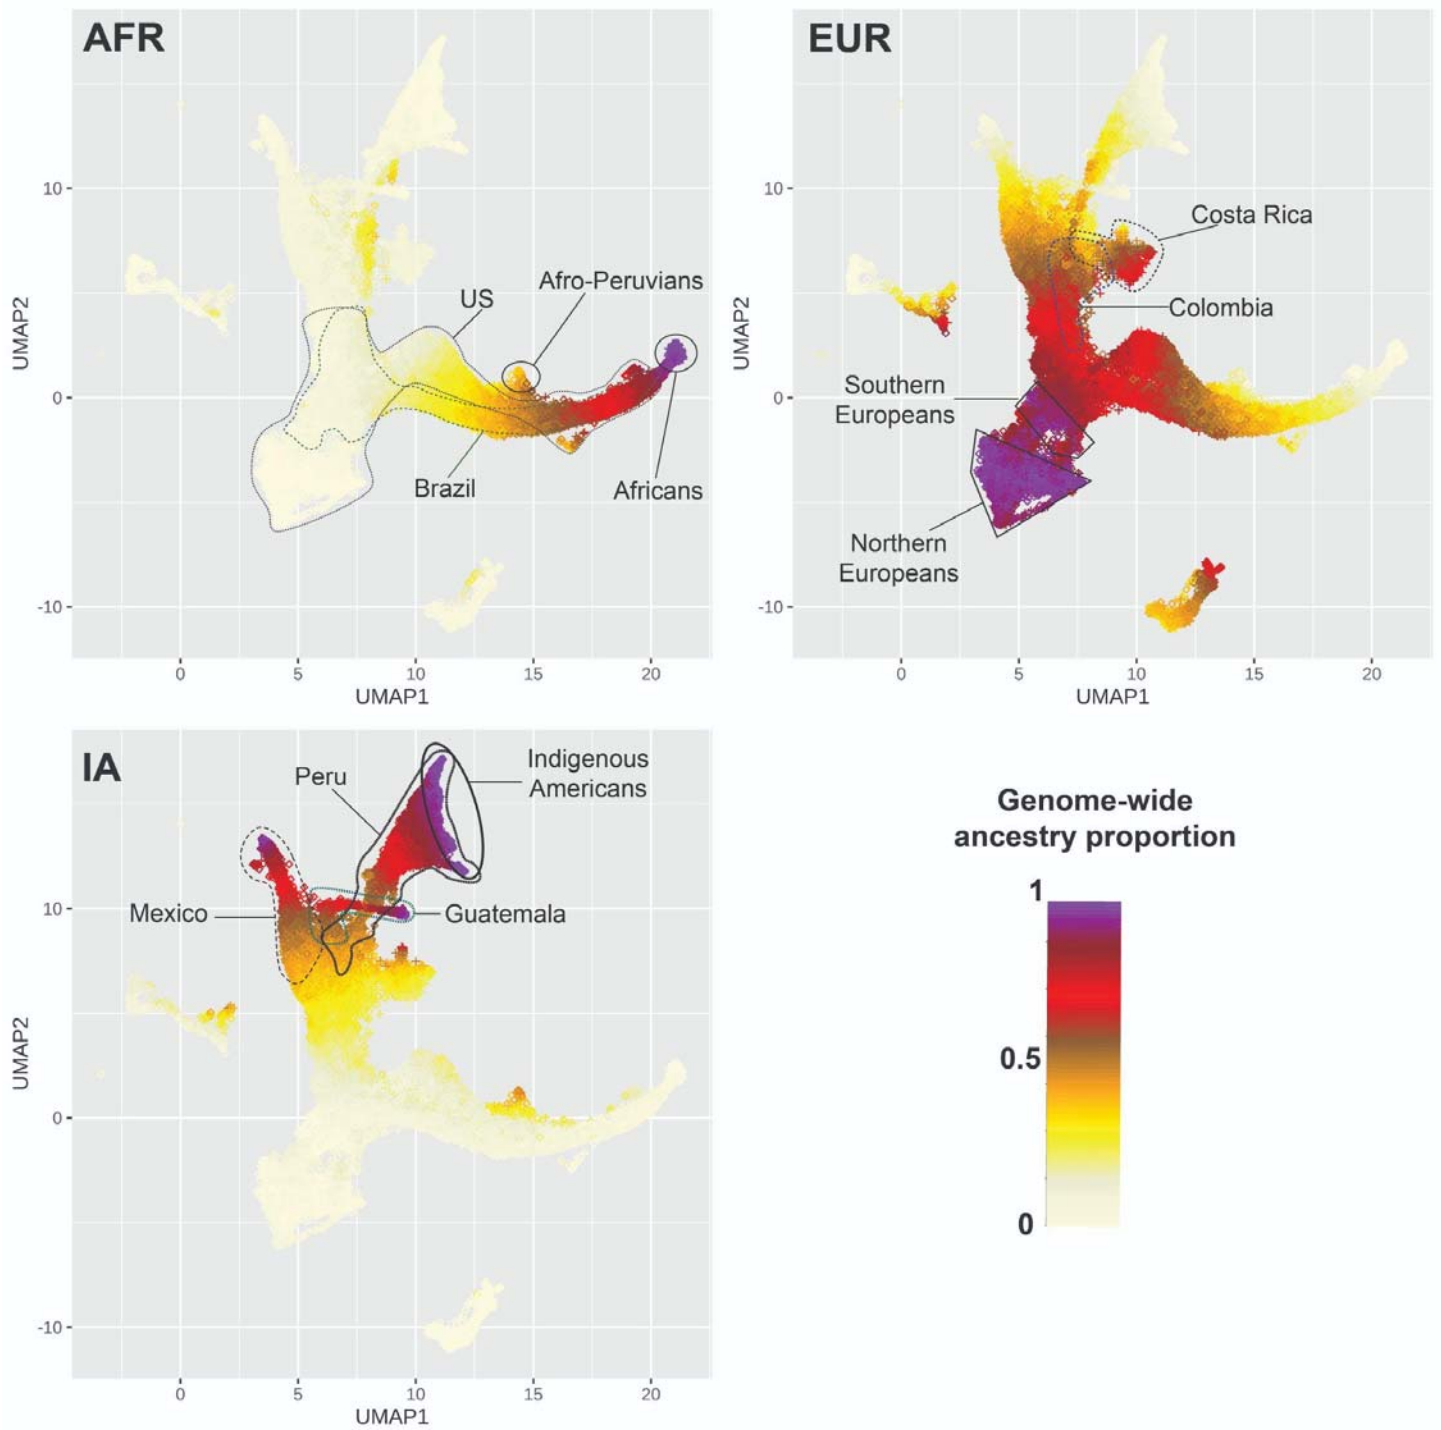 AFR
10
0
-10
UMAP2
US
Afro-Peruvians
Brazil
Africans
0
5
10
15
20
UMAP1
EUR
10
0
-10
UMAP2
Costa Rica
Colombia
Southern
Europeans
Northern
Europeans
0
5
10
15
20
UMAP1
IA
10
0
-10
UMAP2
Peru
Indigenous
Americans
Mexico
Guatemala
0
5
10
15
20
UMAP1
Genome-wide
ancestry proportion
1
0.5
0